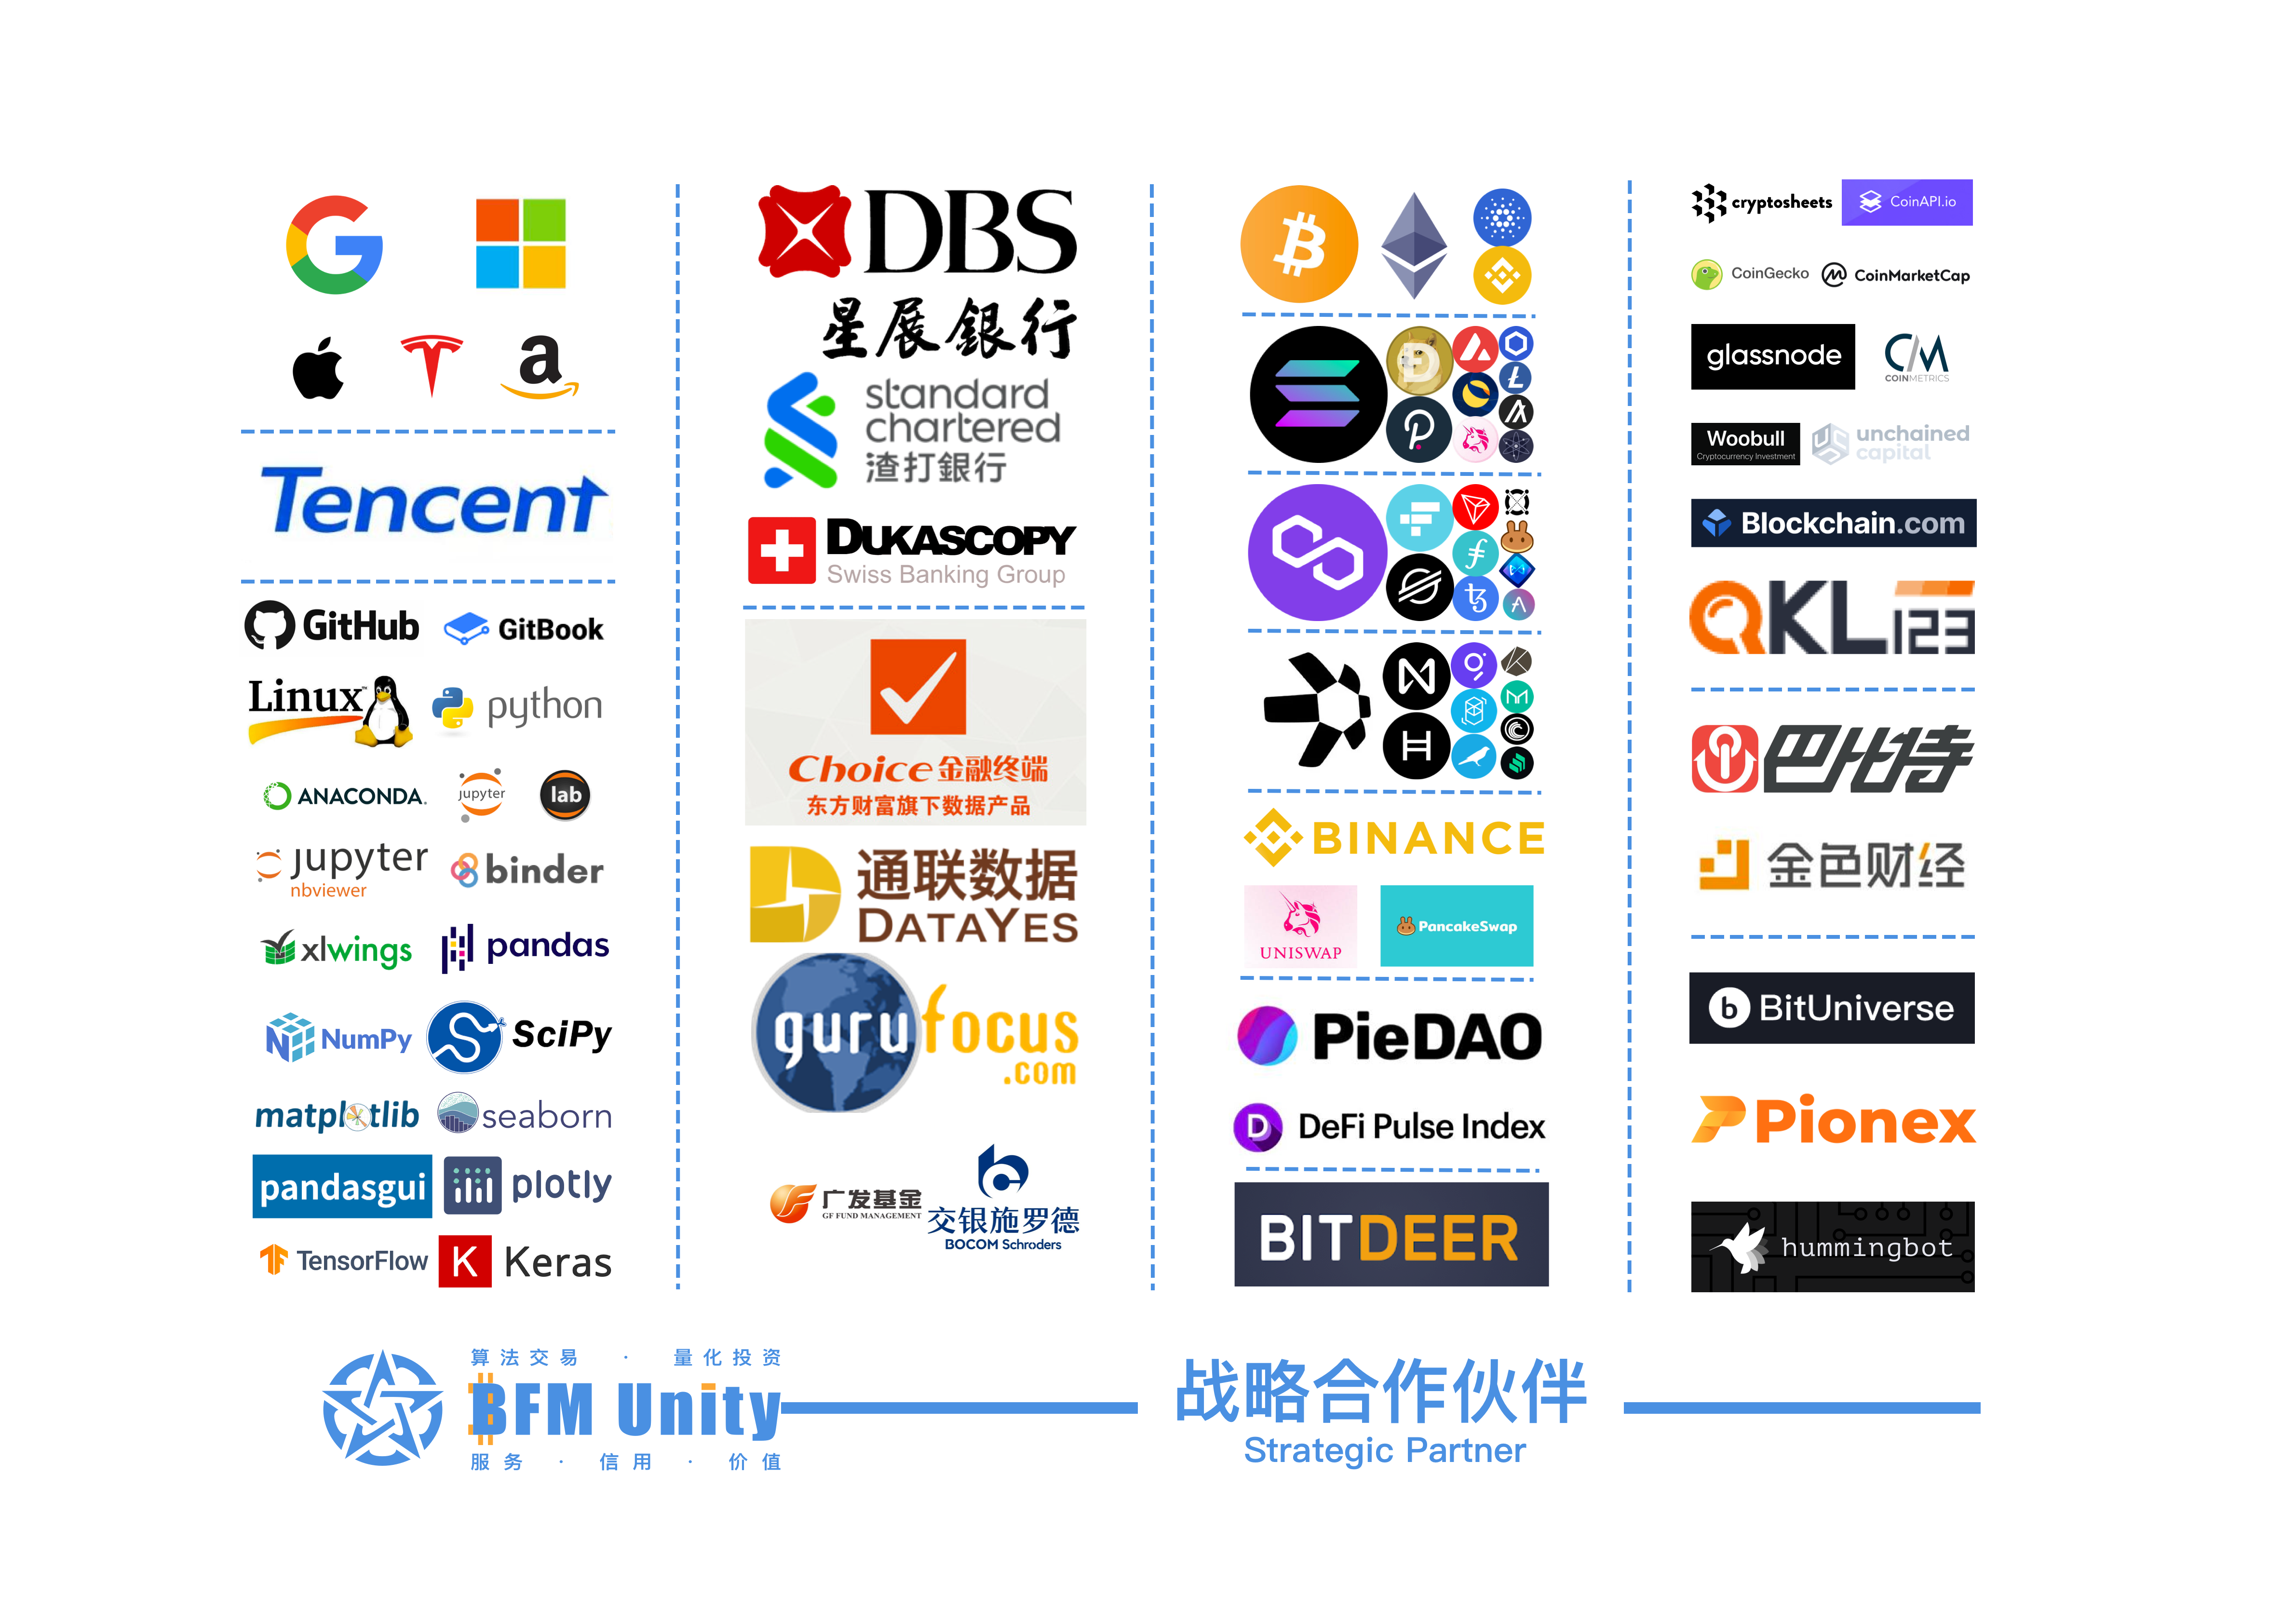 Tencent
GitHub
GitBook
Linux™
python
ANACONDA.
jupyter
lab
jupyter
nbviewer
binder
xlwings
pandas
NumPy
SciPy
matplotlib
seaborn
pandasgui
plotly
TensorFlow
K Keras
DBS
星展銀行
standard
chartered
渣打銀行
DUKASCOPY
Swiss Banking Group
Choice 金融终端
东方财富旗下数据产品
通联数据
DATAYES
gurufocus
.com
广发基金
GF FUND MANAGEMENT
交银施罗德
BOCOM Schroders
BINANCE
UNISWAP
PancakeSwap
PieDAO
DeFi Pulse Index
BITDEER
cryptosheets
CoinAPI.io
CoinGecko
CoinMarketCap
glassnode
CM
COINMETRICS
Woobull
Cryptocurrency Investment
unchained
capital
Blockchain.com
QKL123
巴比特
金色财经
BitUniverse
Pionex
hummingbot
算法交易 · 量化投资
BFM Unity
服务 · 信用 · 价值
战略合作伙伴
Strategic Partner